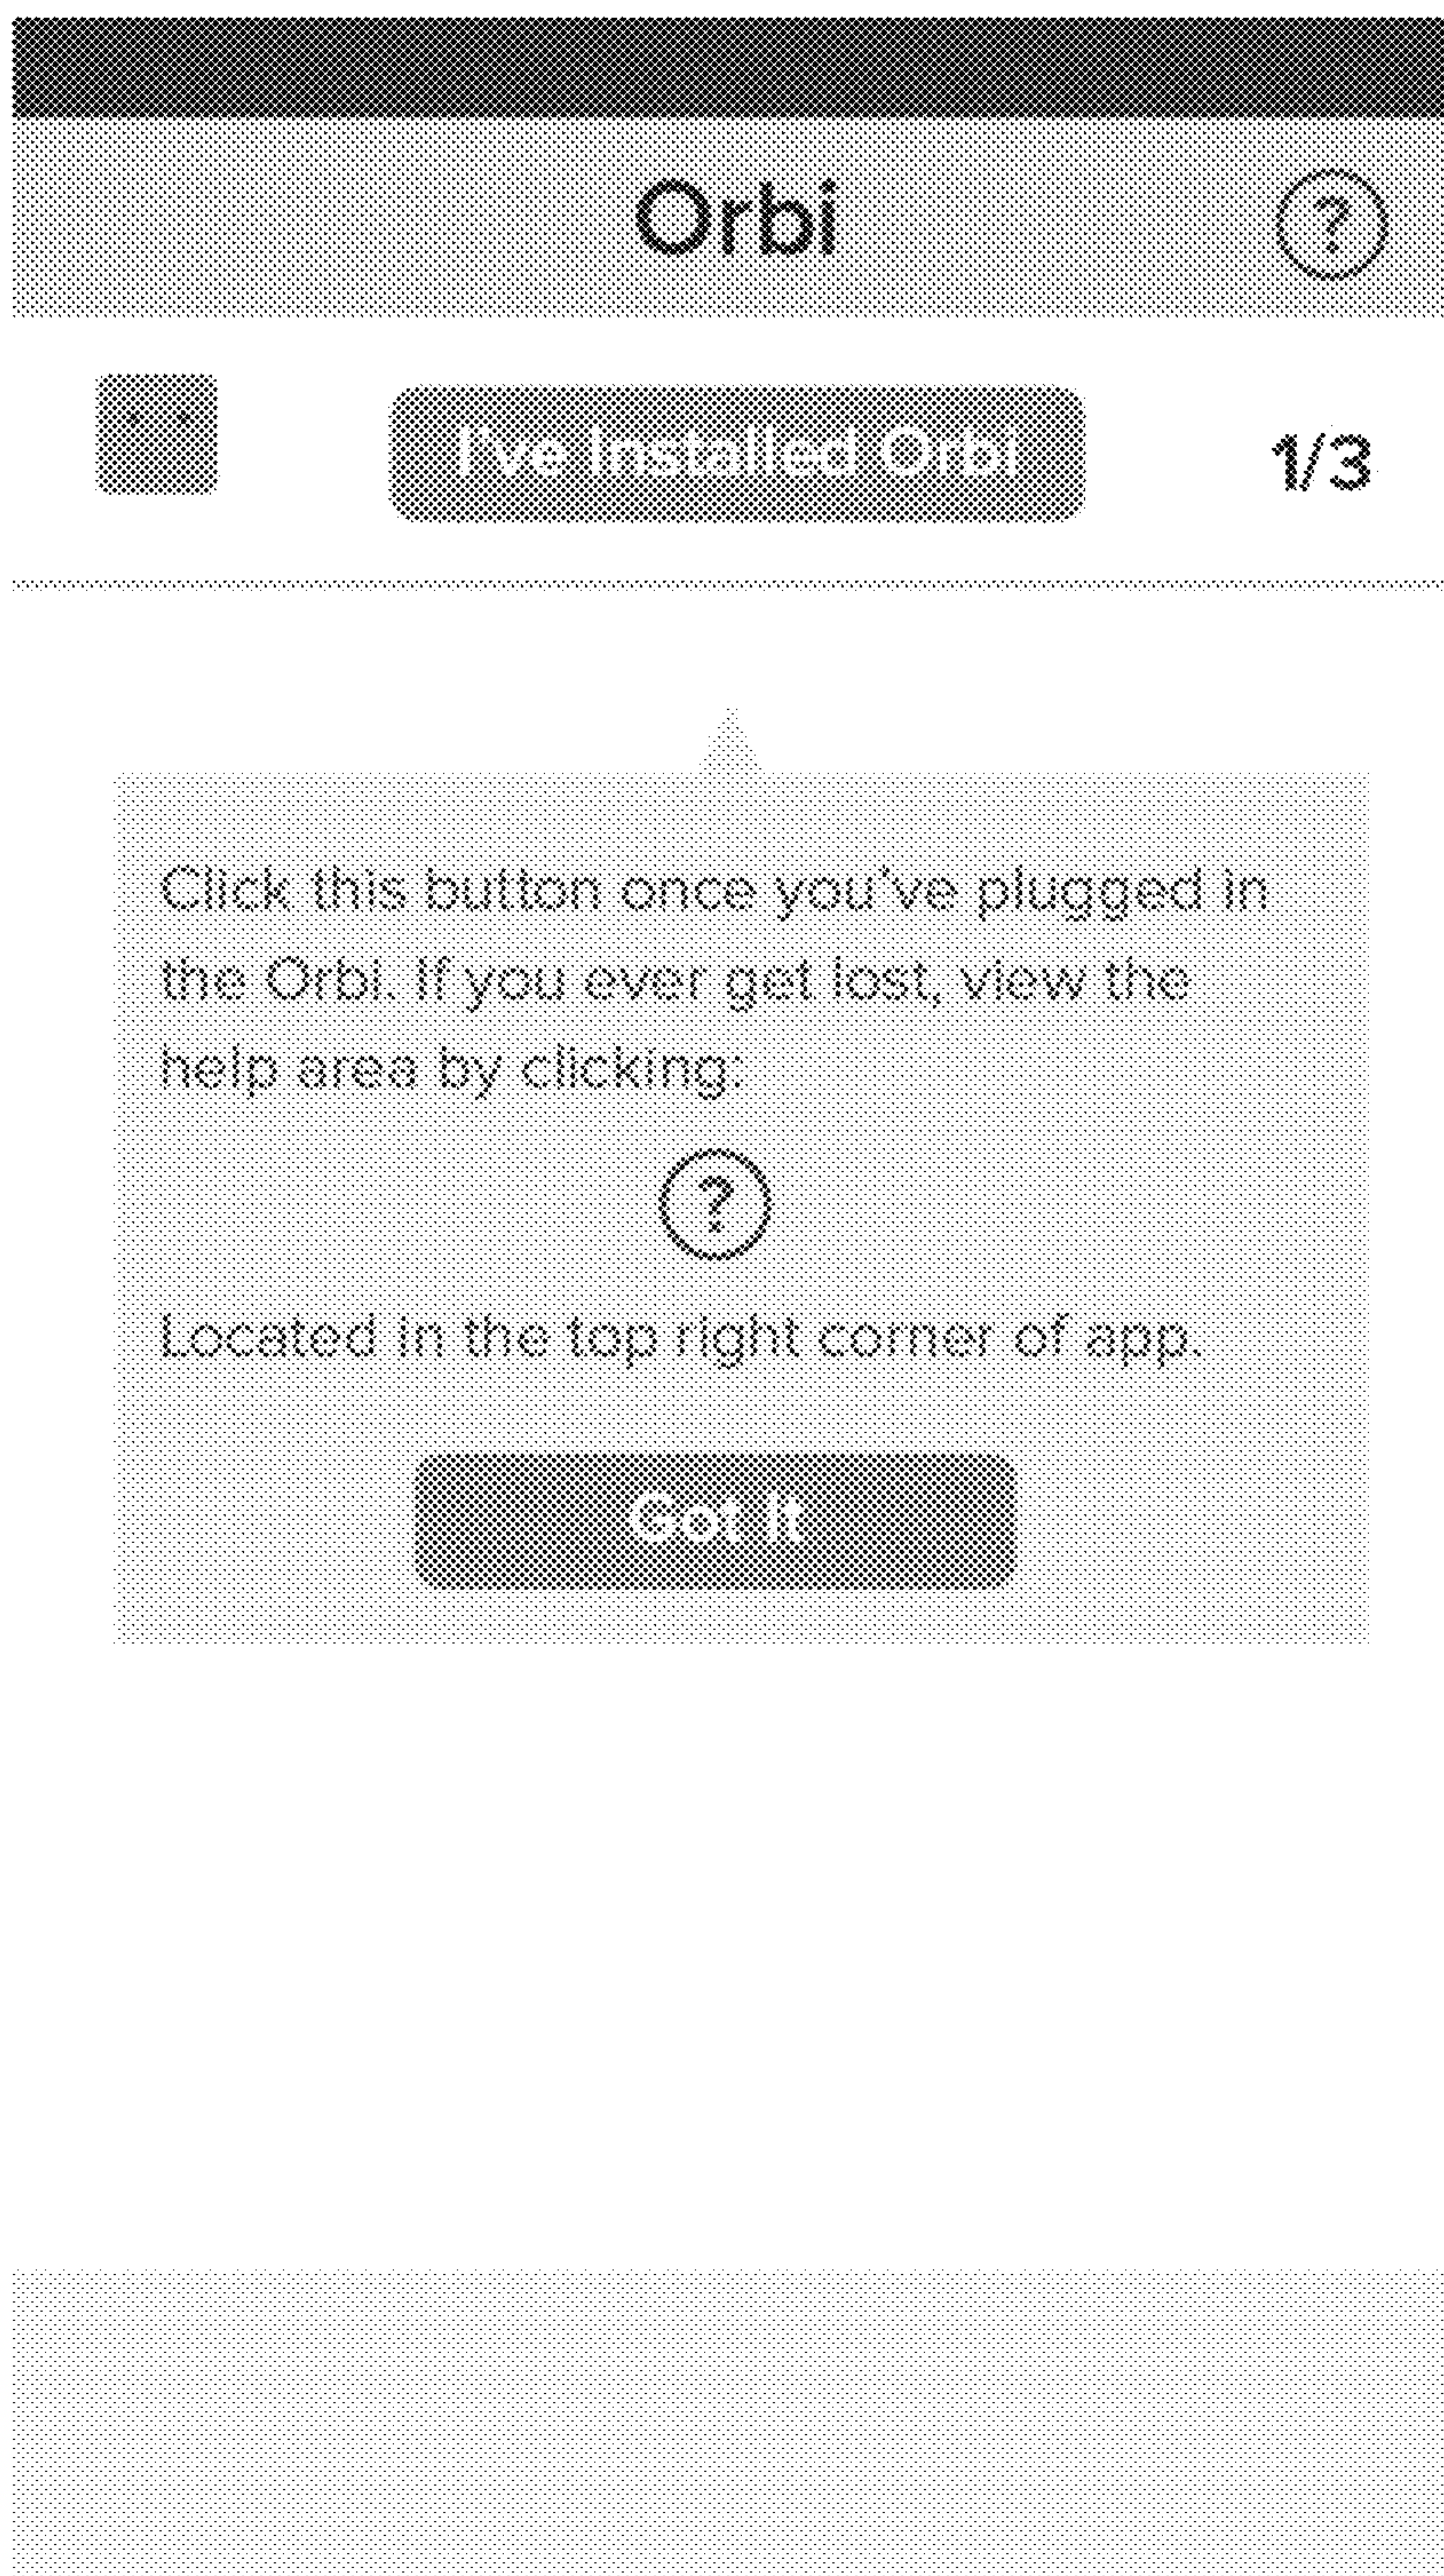 Orbi
?
I've Installed Orbi
1/3
Click this button once you've plugged in
the Orbi. If you ever get lost, view the
help area by clicking:
?
Located in the top right corner of app.
Got It